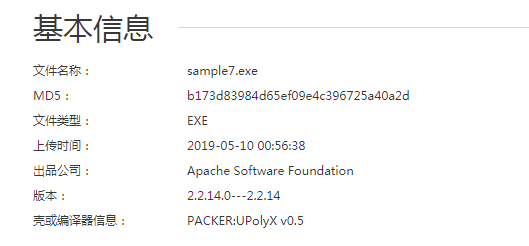 基本信息
文件名称： sample7.exe
MD5： b173d83984d65ef09e4c396725a40a2d
文件类型： EXE
上传时间： 2019-05-10 00:56:38
出品公司： Apache Software Foundation
版本： 2.2.14.0---2.2.14
壳或编译器信息： PACKER:UPolyX v0.5